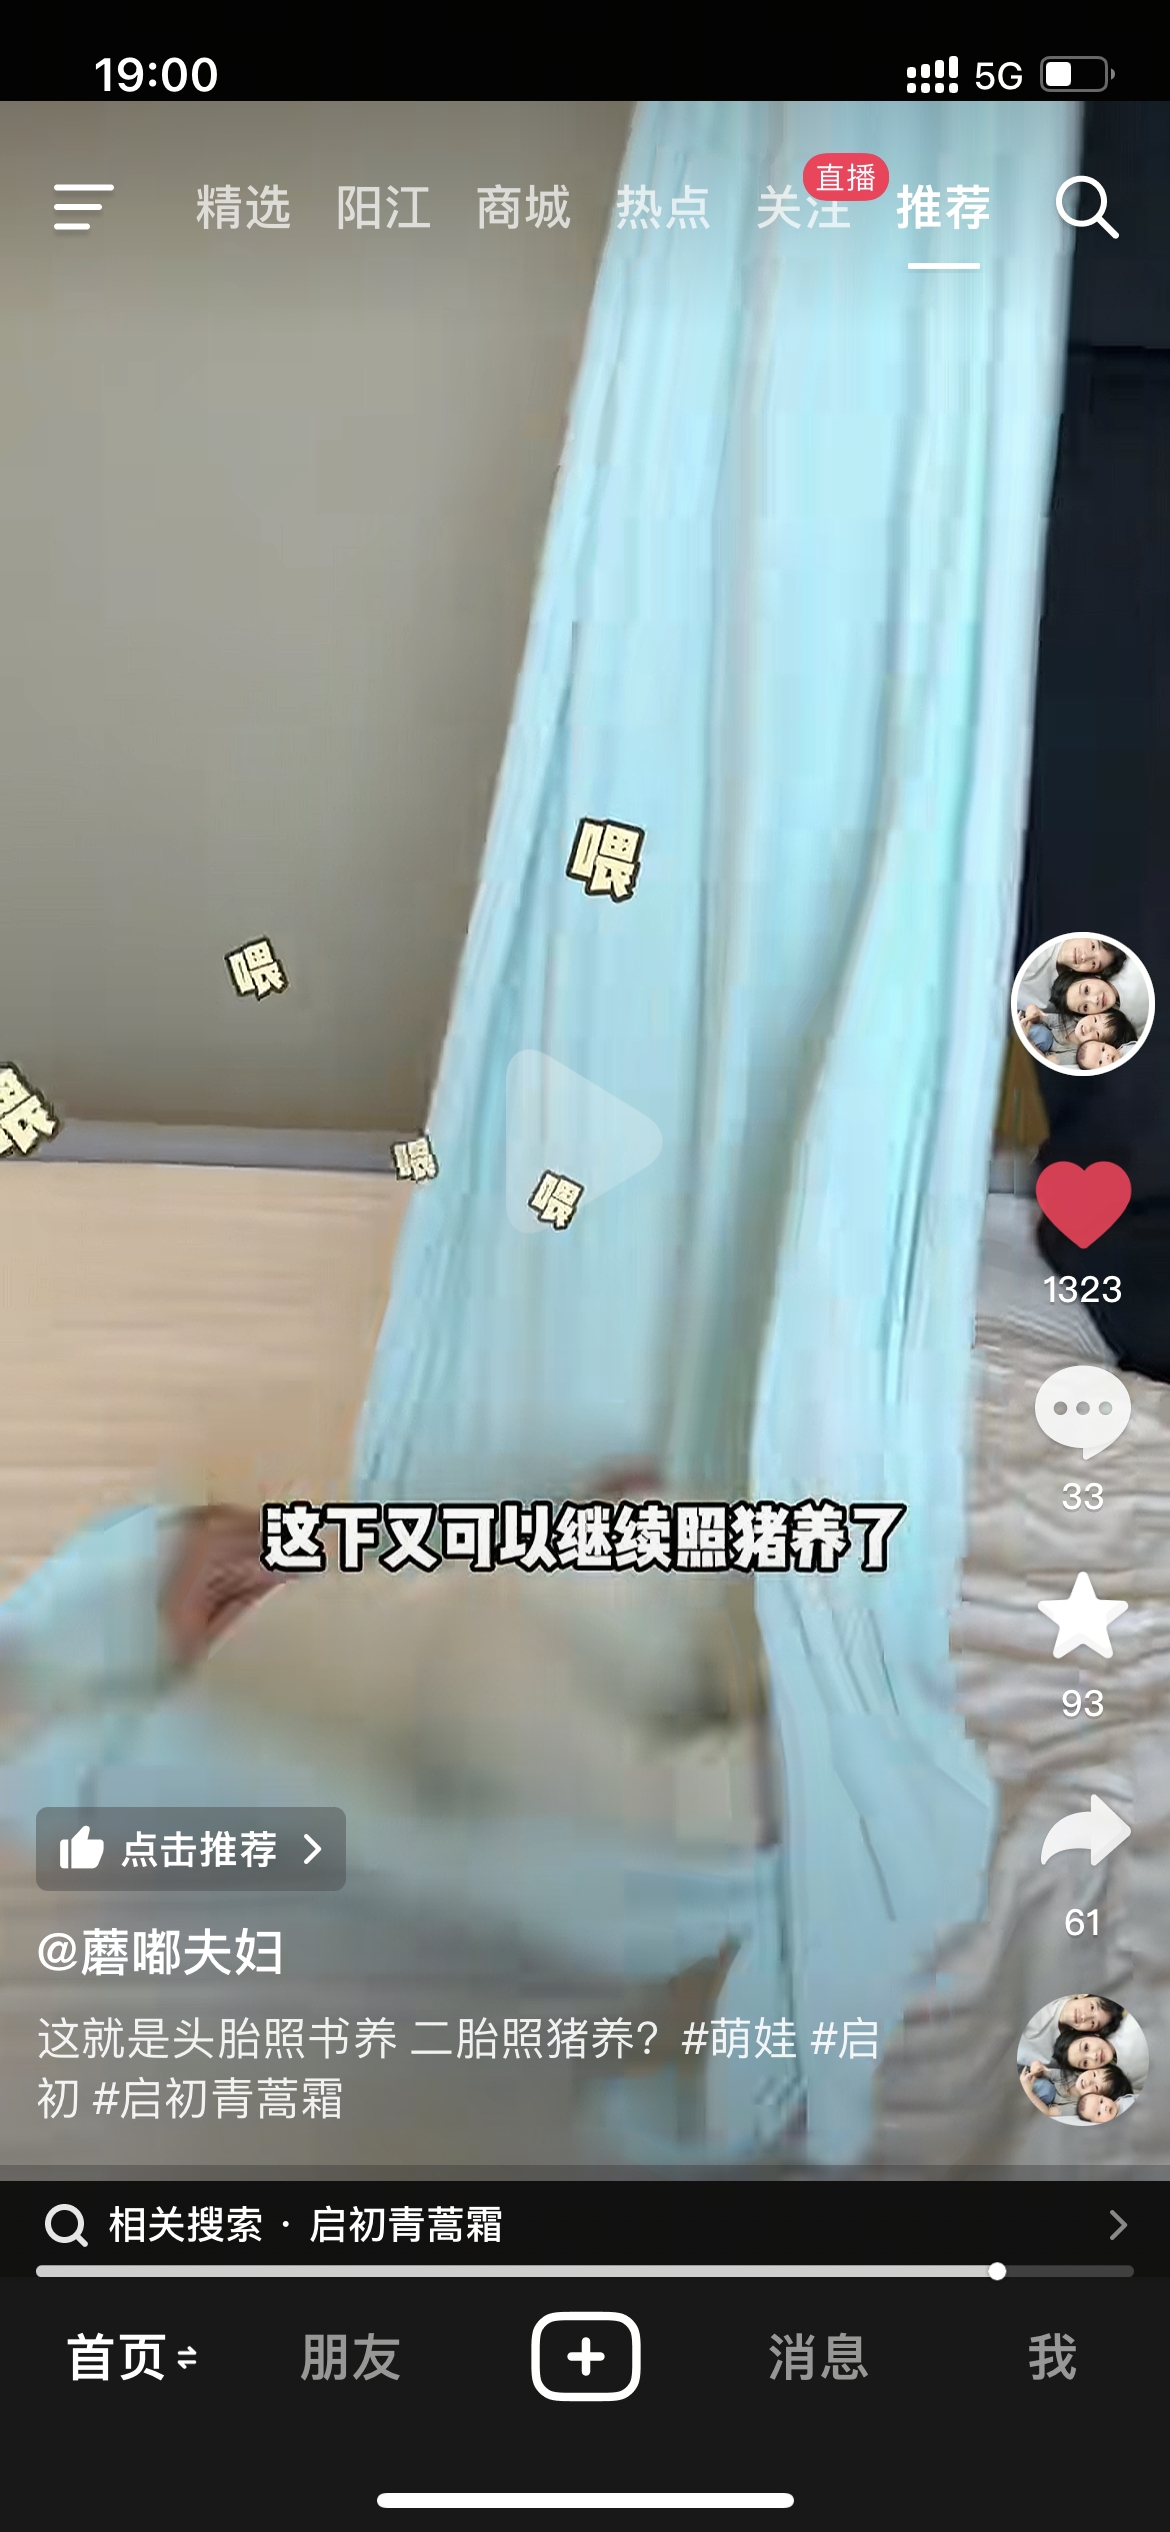 19:00
5G
精选 阳江 商城 热点 关注 直播 推荐
喂
喂
喂
喂
喂
1323
33
这下又可以继续照猪养了
93
点击推荐
61
@蘑嘟夫妇
这就是头胎照书养 二胎照猪养？#萌娃 #启
初 #启初青蒿霜
相关搜索 · 启初青蒿霜
首页 朋友 消息 我